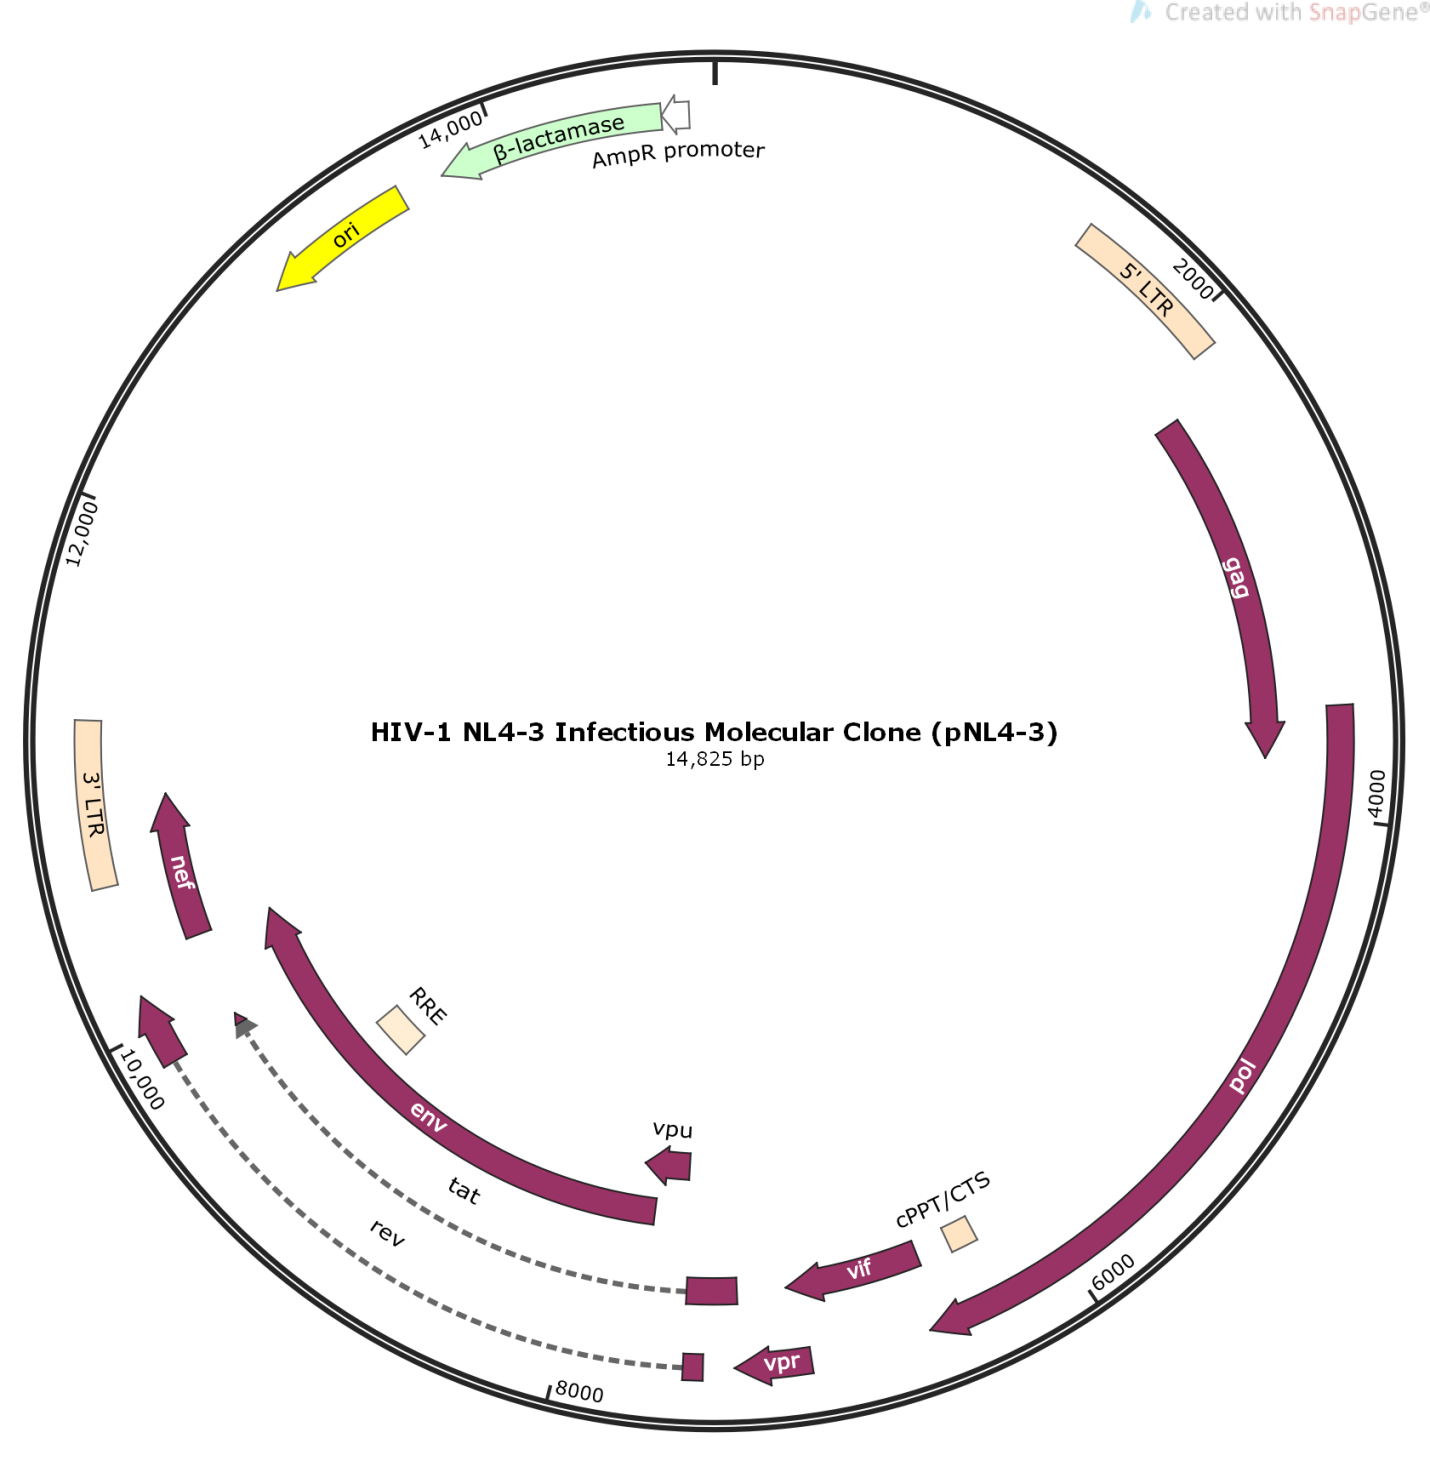 Created with SnapGene®
14,000
β-lactamase
AmpR promoter
ori
5' LTR
2000
12,000
gag
HIV-1 NL4-3 Infectious Molecular Clone (pNL4-3)
14,825 bp
4000
3' LTR
nef
RRE
10,000
pol
env
vpu
tat
cPPT/CTS
rev
vif
6000
vpr
8000